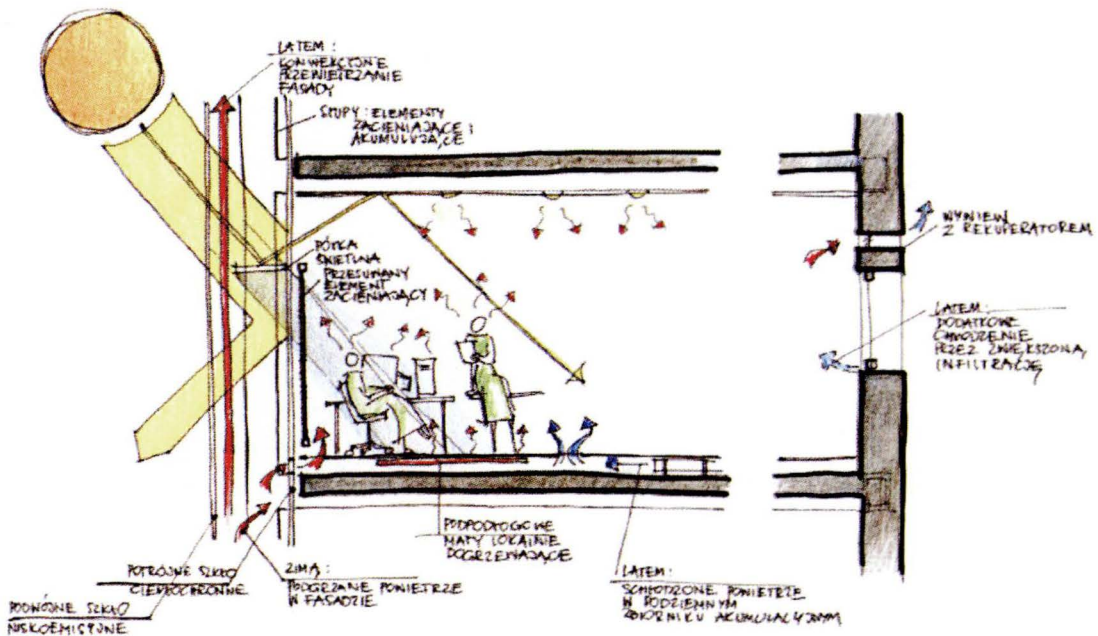 LATEM:
KONWEKCYJNE
PRZEWIETRZANIE
FASADY
SŁUPY: ELEMENTY
ZACIENIAJĄCE I
AKUMULUJĄCE
PÓŁKA
ŚWIETLNA
PRZESUWANY
ELEMENT
ZACIENIAJĄCY
WYWIEW
Z REKUPERATOREM
LATEM:
DODATKOWE
CHŁODZENIE
PRZEZ ZWIĘKSZONĄ
INFILTRACJĘ
PODPODŁOGOWE
MATY LOKALNIE
DOGRZEWAJĄCE
POTRÓJNE SZKŁO
CIEPŁOCHRONNE
ZIMĄ:
PODGRZANE POWIETRZE
W FASADZIE
LATEM:
SCHŁODZONE POWIETRZE
W PODZIEMNYM
ZBIORNIKU AKUMULACYJNYM
PODWÓJNE SZKŁO
NISKOEMISYJNE